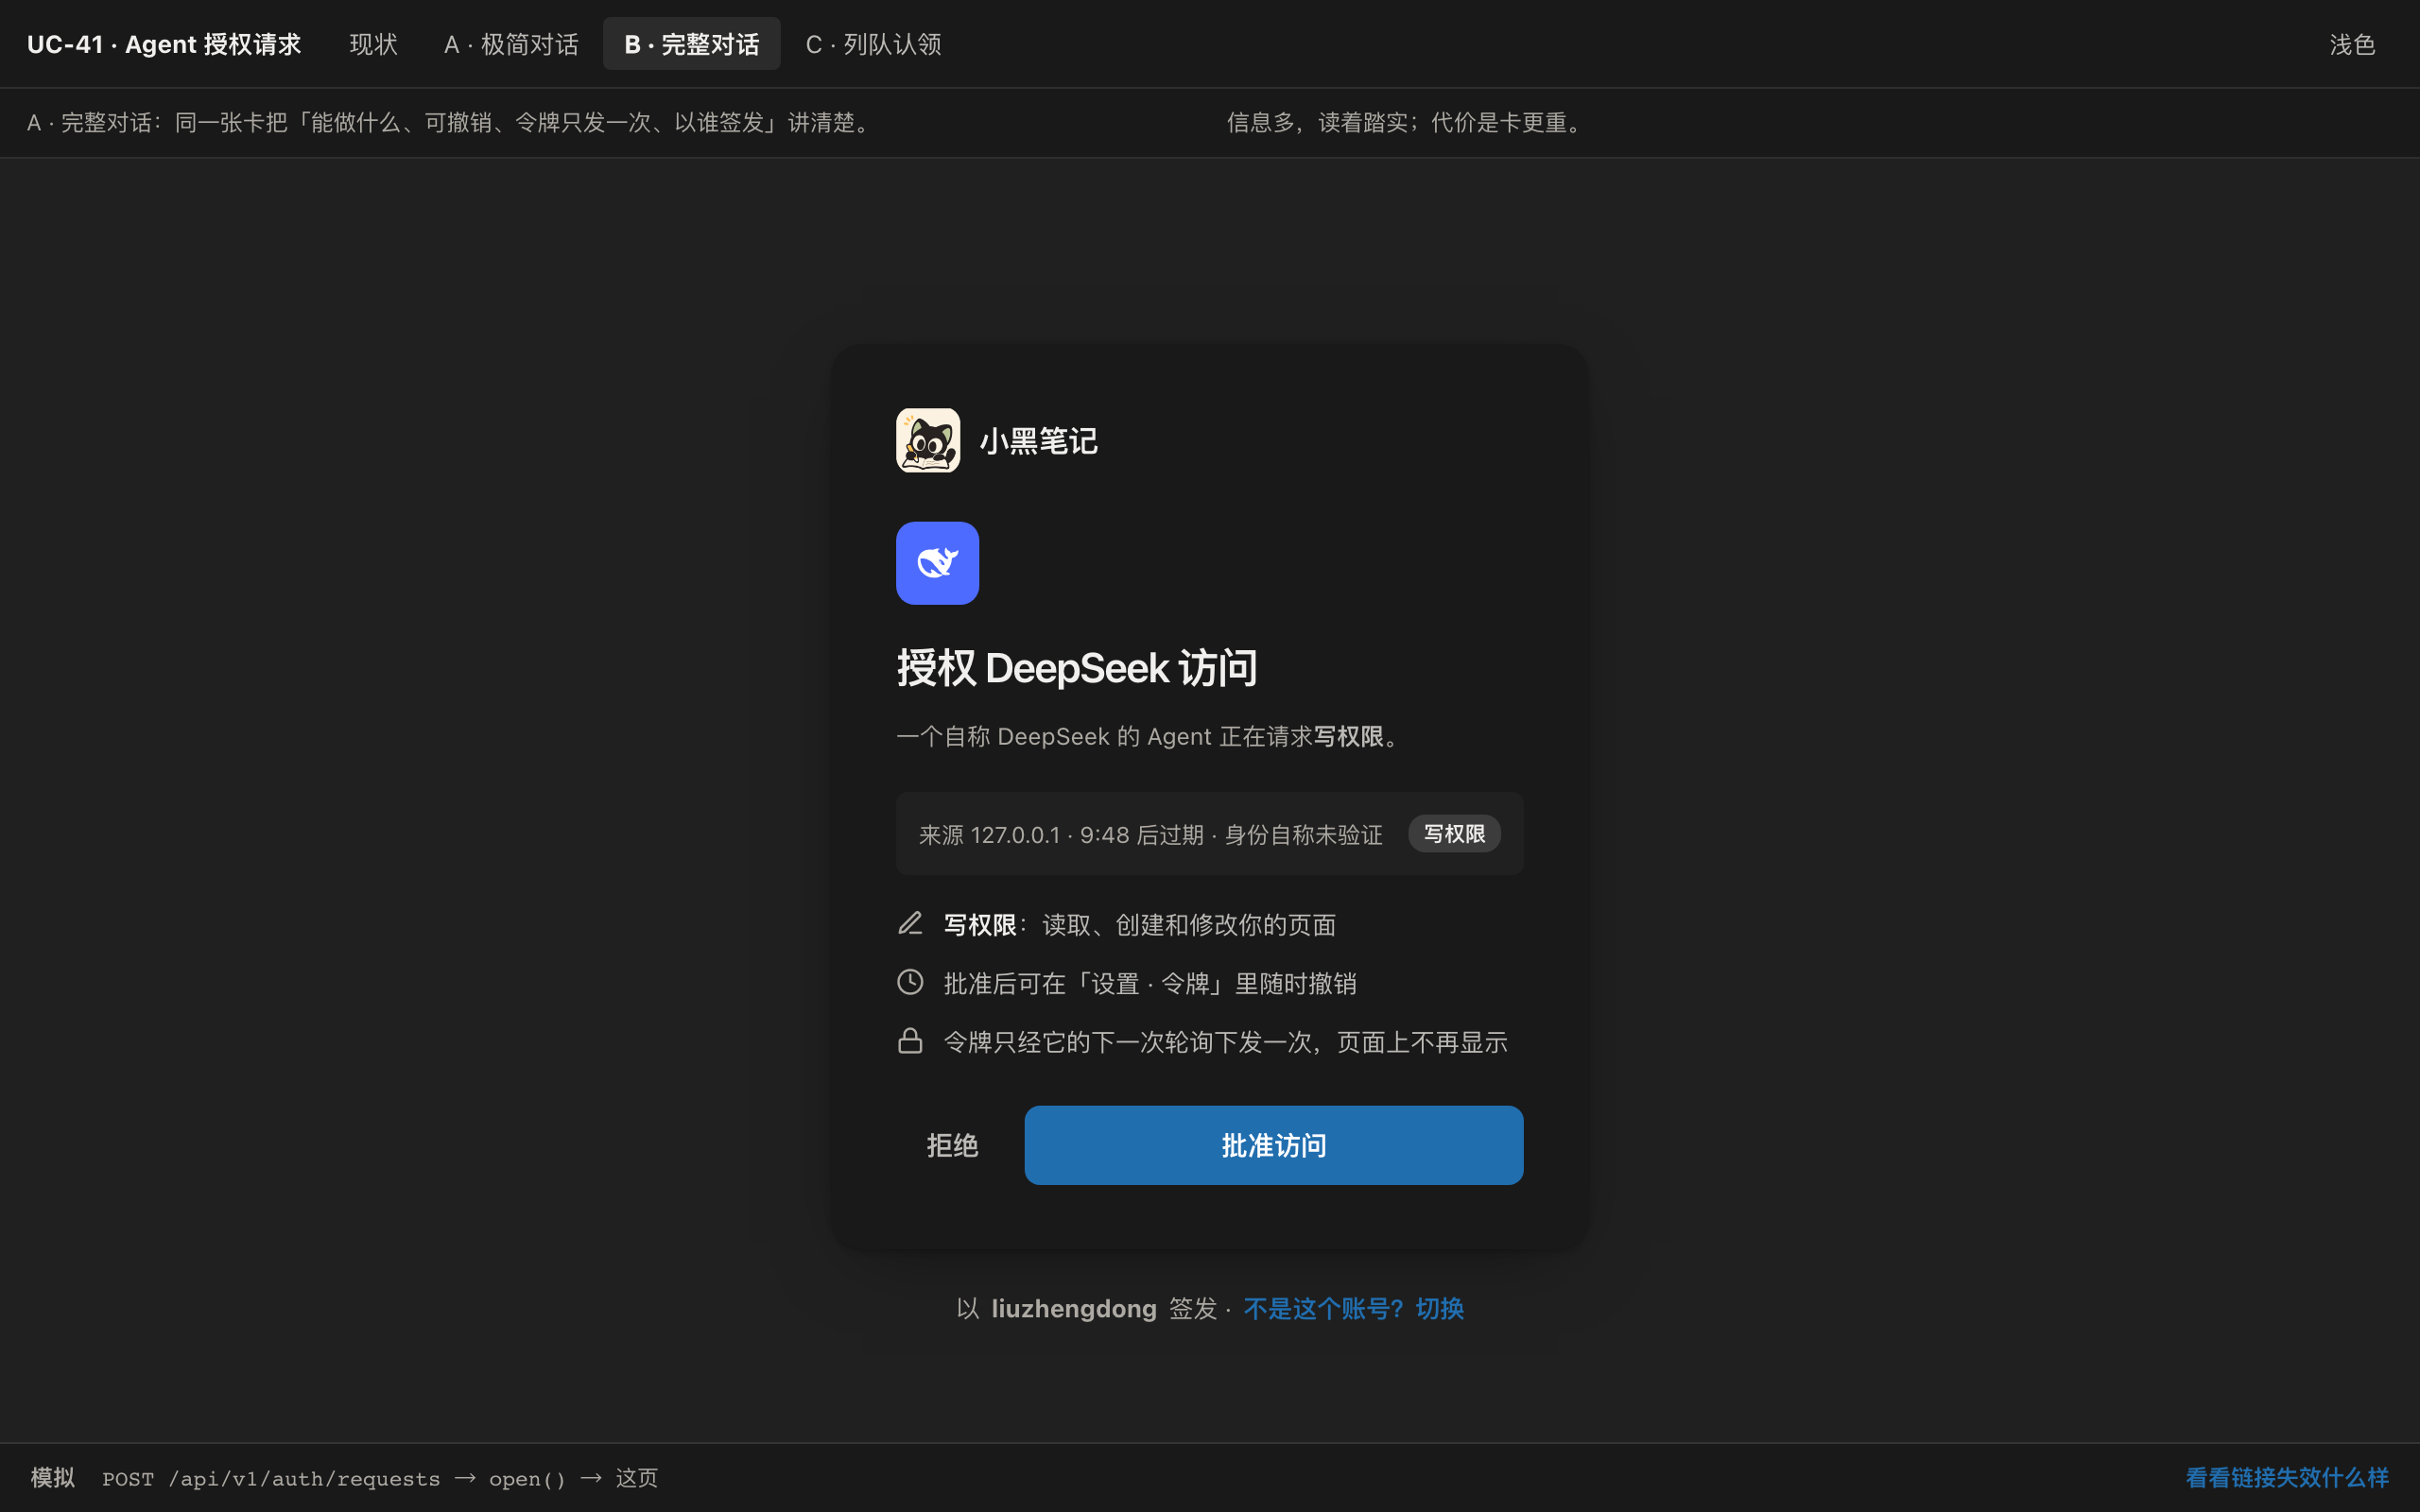 UC-41 · Agent 授权请求 现状 A · 极简对话 B · 完整对话 C · 列队认领 浅色
A · 完整对话：同一张卡把「能做什么、可撤销、令牌只发一次、以谁签发」讲清楚。 信息多，读着踏实；代价是卡更重。
小黑笔记
授权 DeepSeek 访问
一个自称 DeepSeek 的 Agent 正在请求写权限。
来源 127.0.0.1 · 9:48 后过期 · 身份自称未验证 写权限
写权限：读取、创建和修改你的页面
批准后可在「设置 · 令牌」里随时撤销
令牌只经它的下一次轮询下发一次，页面上不再显示
拒绝 批准访问
以 liuzhengdong 签发 · 不是这个账号？切换
模拟 POST /api/v1/auth/requests → open() → 这页 看看链接失效什么样